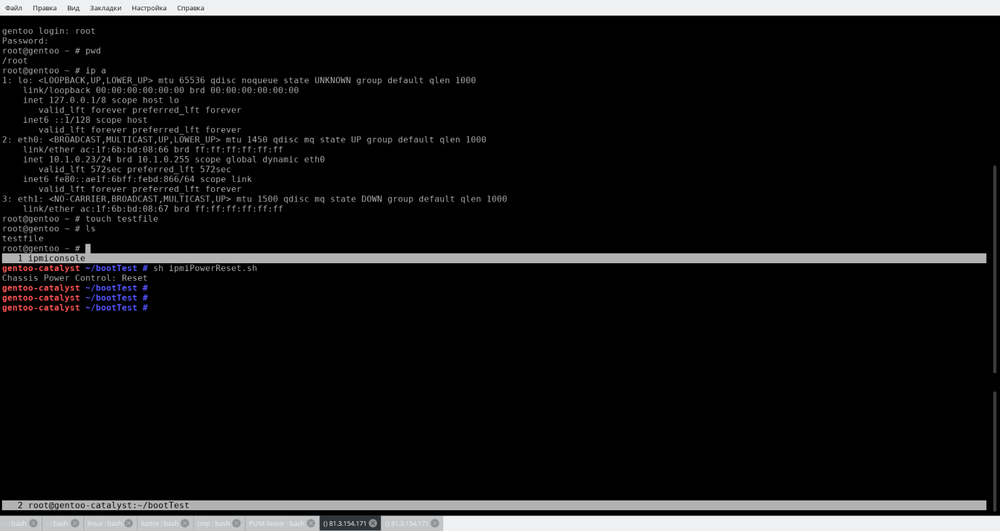 Файл Правка Вид Закладки Настройка Справка
gentoo login: root
Password:
root@gentoo ~ # pwd
/root
root@gentoo ~ # ip a
1: lo: <LOOPBACK,UP,LOWER_UP> mtu 65536 qdisc noqueue state UNKNOWN group default qlen 1000
    link/loopback 00:00:00:00:00:00 brd 00:00:00:00:00:00
    inet 127.0.0.1/8 scope host lo
       valid_lft forever preferred_lft forever
    inet6 ::1/128 scope host
       valid_lft forever preferred_lft forever
2: eth0: <BROADCAST,MULTICAST,UP,LOWER_UP> mtu 1450 qdisc mq state UP group default qlen 1000
    link/ether ac:1f:6b:bd:08:66 brd ff:ff:ff:ff:ff:ff
    inet 10.1.0.23/24 brd 10.1.0.255 scope global dynamic eth0
       valid_lft 572sec preferred_lft 572sec
    inet6 fe80::ae1f:6bff:febd:866/64 scope link
       valid_lft forever preferred_lft forever
3: eth1: <NO-CARRIER,BROADCAST,MULTICAST,UP> mtu 1500 qdisc mq state DOWN group default qlen 1000
    link/ether ac:1f:6b:bd:08:67 brd ff:ff:ff:ff:ff:ff
root@gentoo ~ # touch testfile
root@gentoo ~ # ls
testfile
root@gentoo ~ #
   1 ipmiconsole
gentoo-catalyst ~/bootTest # sh ipmiPowerReset.sh
Chassis Power Control: Reset
gentoo-catalyst ~/bootTest #
gentoo-catalyst ~/bootTest #
gentoo-catalyst ~/bootTest #
   2 root@gentoo-catalyst:~/bootTest
- : bash - : bash linux : bash lustre : bash tmp : bash PUM-Tester : bash () 81.3.154.171 () 81.3.154.171